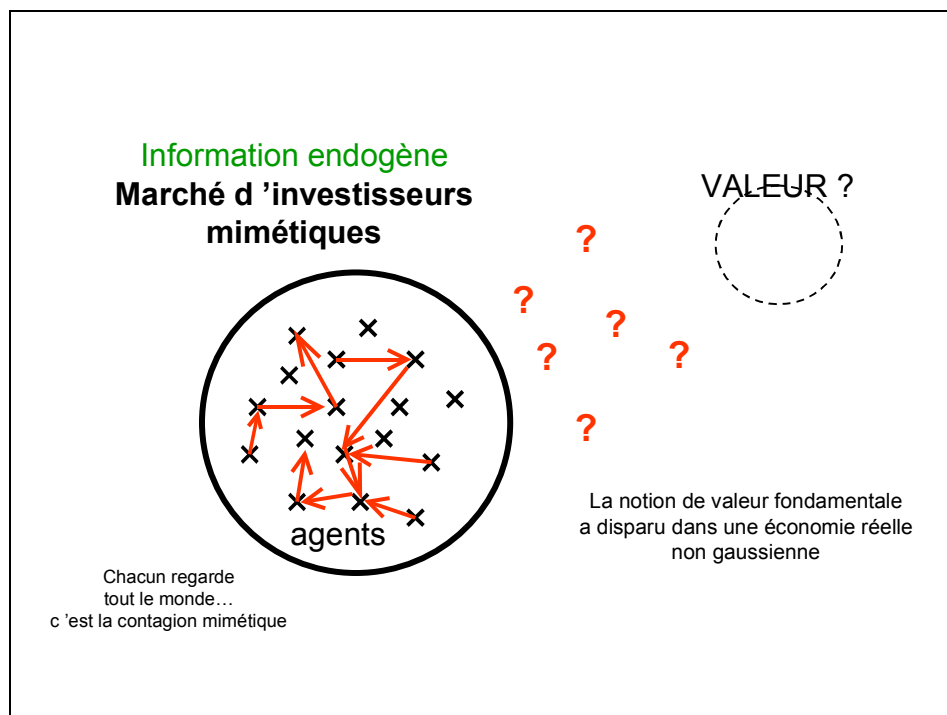 Information endogène
Marché d ’investisseurs
mimétiques
VALEUR ?
?
?
?
?
?
?
agents
La notion de valeur fondamentale
a disparu dans une économie réelle
non gaussienne
Chacun regarde
tout le monde…
c ’est la contagion mimétique